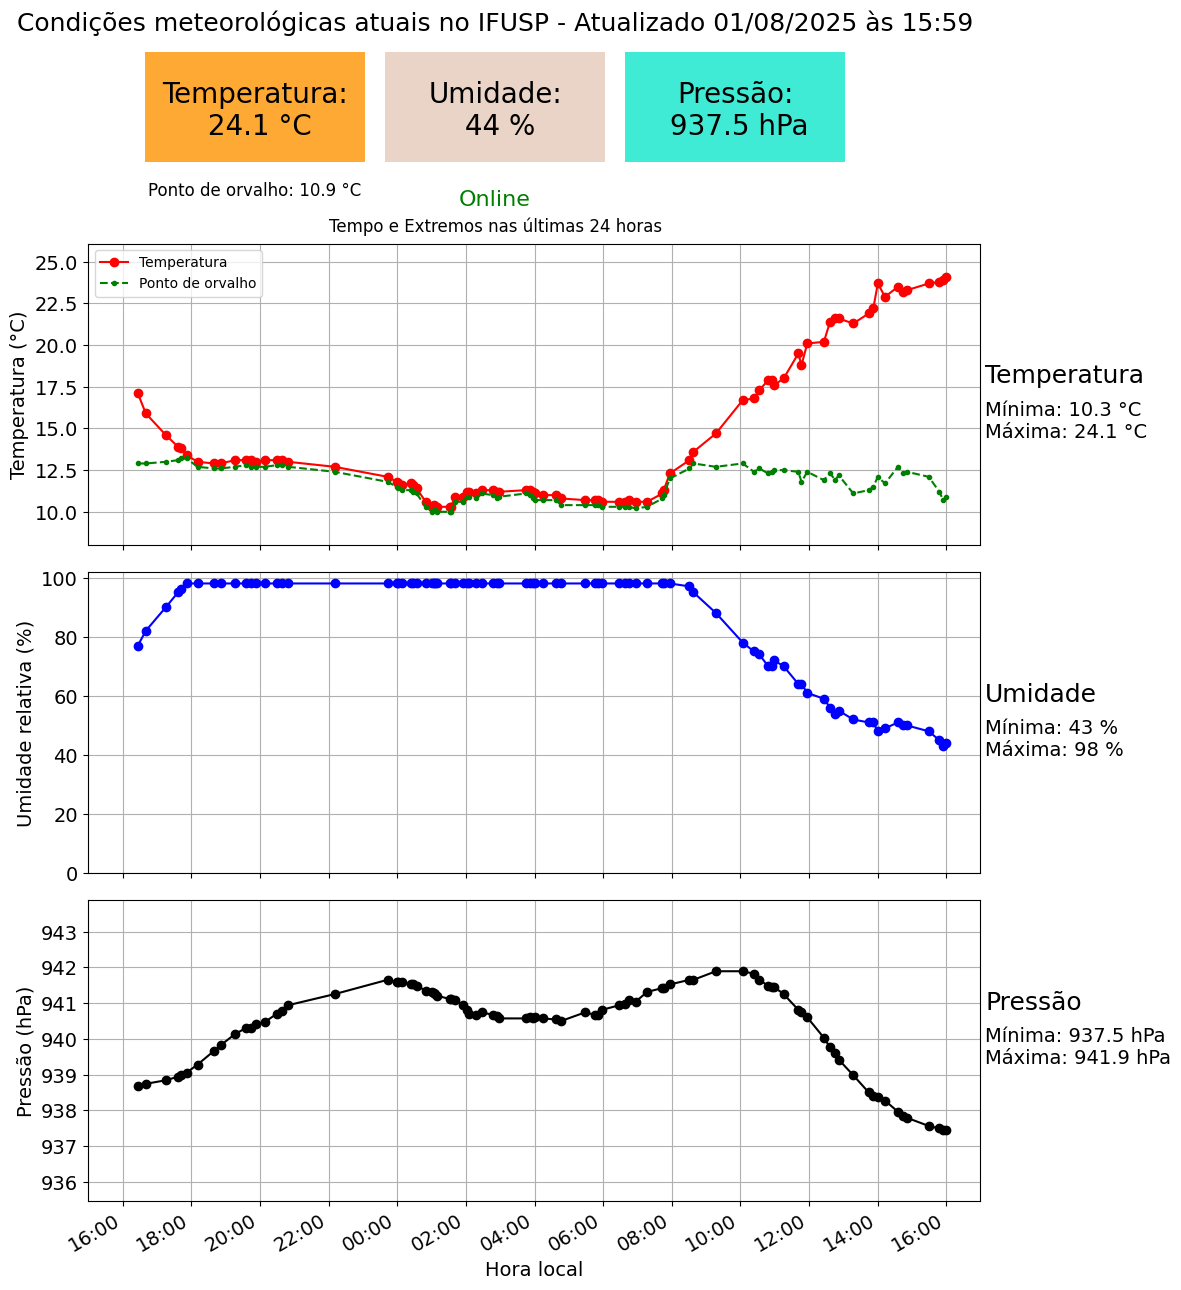 Condições meteorológicas atuais no IFUSP - Atualizado 01/08/2025 às 15:59
Temperatura:
24.1 °C
Umidade:
44 %
Pressão:
937.5 hPa
Ponto de orvalho: 10.9 °C
Online
Tempo e Extremos nas últimas 24 horas
Temperatura (°C)
25.0
22.5
20.0
17.5
15.0
12.5
10.0
Temperatura
Ponto de orvalho
Temperatura
Mínima: 10.3 °C
Máxima: 24.1 °C
Umidade relativa (%)
100
80
60
40
20
0
Umidade
Mínima: 43 %
Máxima: 98 %
Pressão (hPa)
943
942
941
940
939
938
937
936
Pressão
Mínima: 937.5 hPa
Máxima: 941.9 hPa
16:00 18:00 20:00 22:00 00:00 02:00 04:00 06:00 08:00 10:00 12:00 14:00 16:00
Hora local